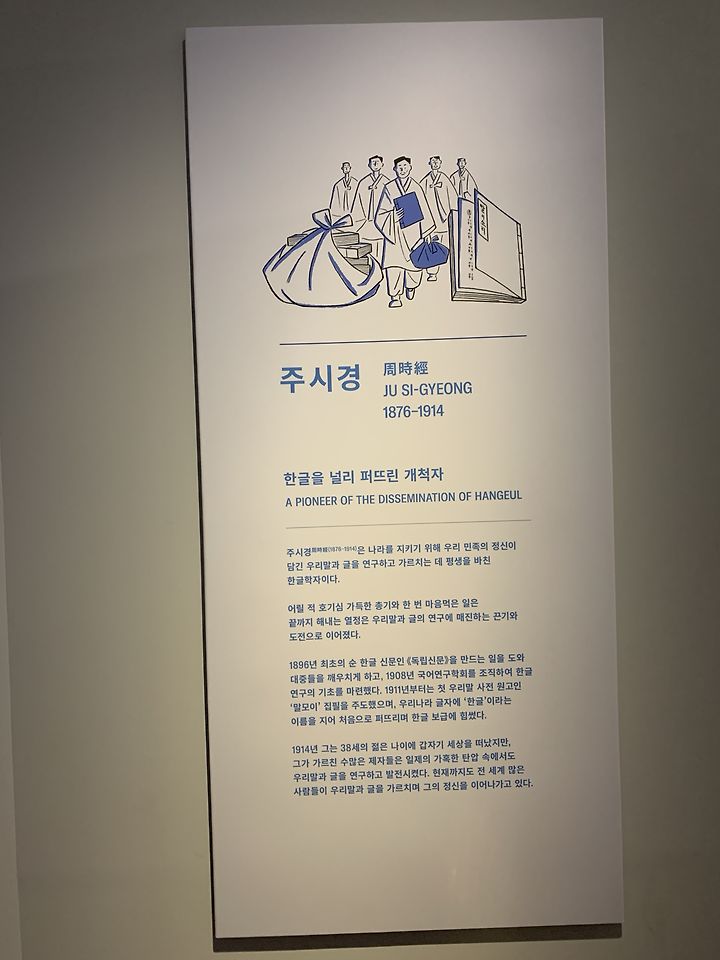 주시경
周時經
JU SI-GYEONG
1876–1914
한글을 널리 퍼뜨린 개척자
A PIONEER OF THE DISSEMINATION OF HANGEUL
주시경周時經(1876-1914)은 나라를 지키기 위해 우리 민족의 정신이
담긴 우리말과 글을 연구하고 가르치는 데 평생을 바친
한글학자이다.
어릴 적 호기심 가득한 총기와 한 번 마음먹은 일은
끝까지 해내는 열정은 우리말과 글의 연구에 매진하는 끈기와
도전으로 이어졌다.
1896년 최초의 순 한글 신문인 《독립신문》을 만드는 일을 도와
대중들을 깨우치게 하고, 1908년 국어연구학회를 조직하여 한글
연구의 기초를 마련했다. 1911년부터는 첫 우리말 사전 원고인
‘말모이’ 집필을 주도했으며, 우리나라 글자에 ‘한글’이라는
이름을 지어 처음으로 퍼뜨리며 한글 보급에 힘썼다.
1914년 그는 38세의 젊은 나이에 갑자기 세상을 떠났지만,
그가 가르친 수많은 제자들은 일제의 가혹한 탄압 속에서도
우리말과 글을 연구하고 발전시켰다. 현재까지도 전 세계 많은
사람들이 우리말과 글을 가르치며 그의 정신을 이어나가고 있다.